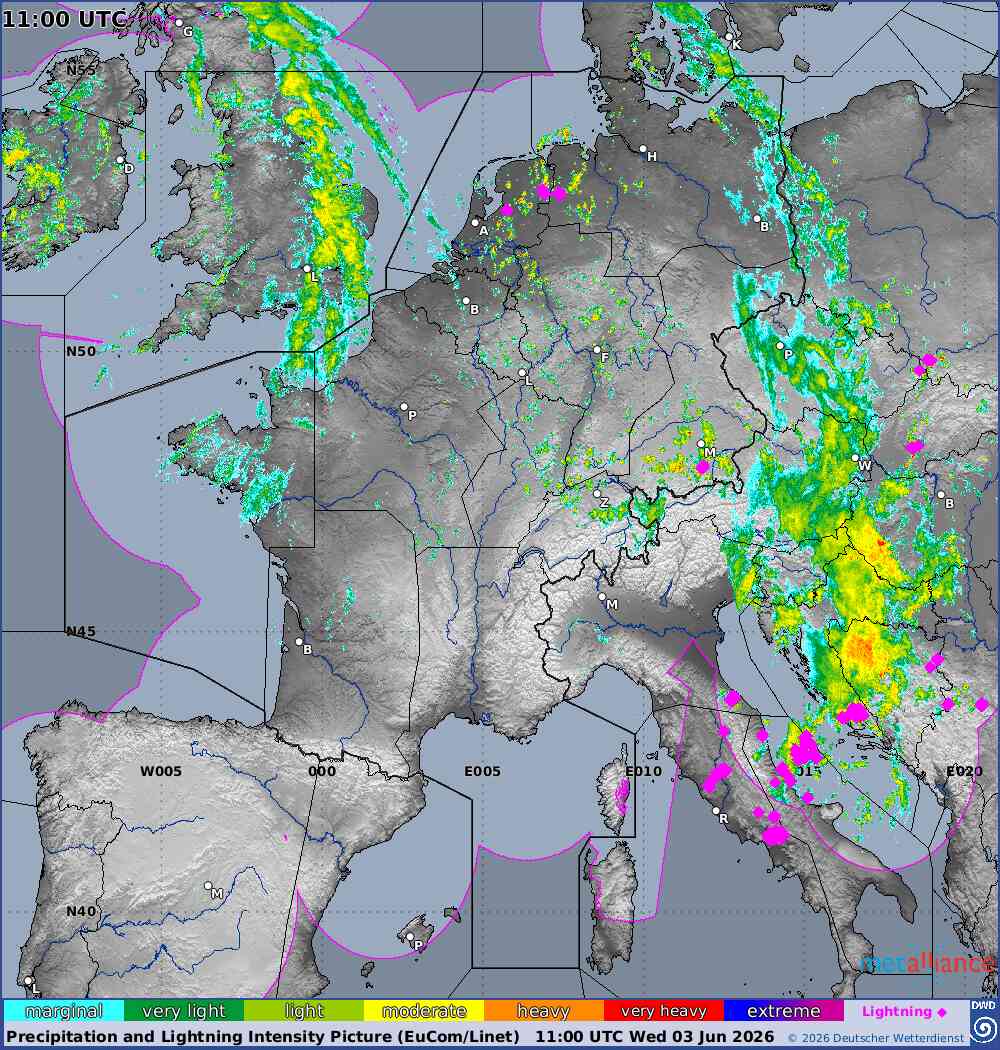 11:00 UTC
G
K
N55
H
D
A
B
L
B
N50
P
F
L
P
M
W
Z
B
M
N45
B
W005
000
E005
E010
E020
R
M
N40
P
L
metalliance
marginal very light light moderate heavy very heavy extreme Lightning
DWD
Precipitation and Lightning Intensity Picture (EuCom/Linet) 11:00 UTC Wed 03 Jun 2026 © 2026 Deutscher Wetterdienst